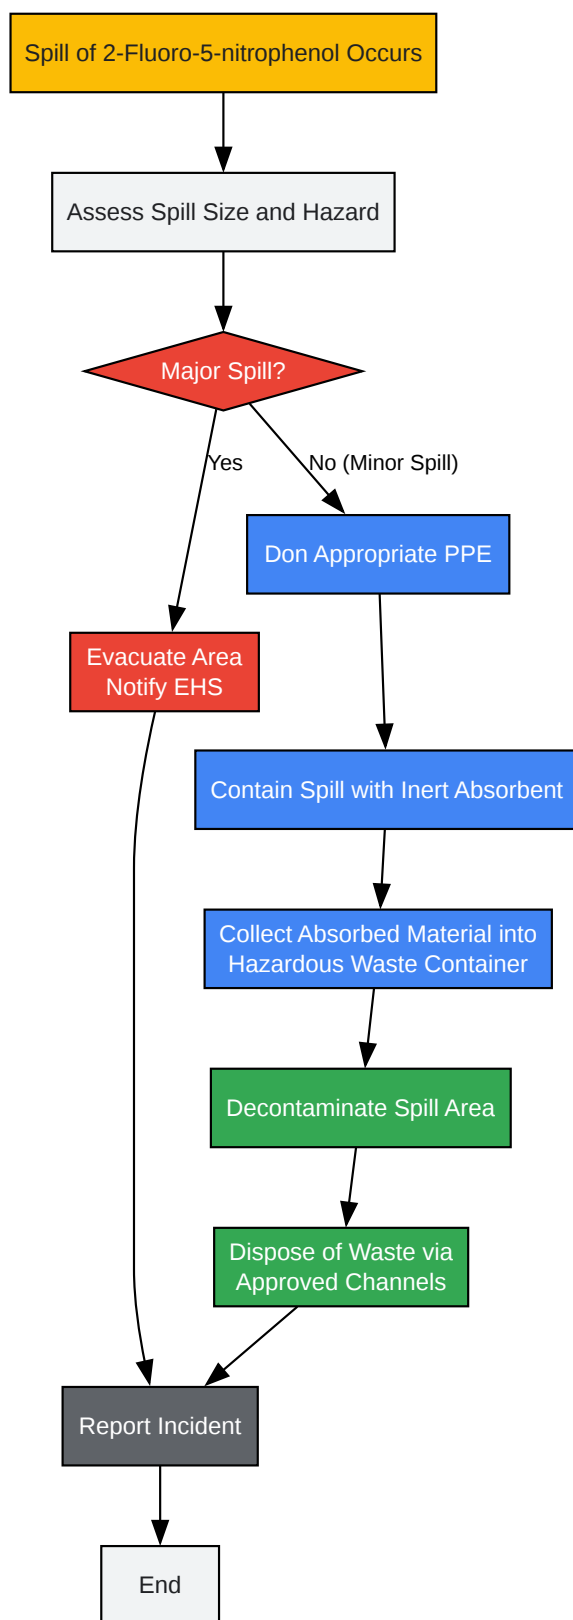 Spill of 2-Fluoro-5-nitrophenol Occurs
Assess Spill Size and Hazard
Major Spill?
Yes
No (Minor Spill)
Don Appropriate PPE
Evacuate Area
Notify EHS
Contain Spill with Inert Absorbent
Collect Absorbed Material into
Hazardous Waste Container
Decontaminate Spill Area
Dispose of Waste via
Approved Channels
Report Incident
End